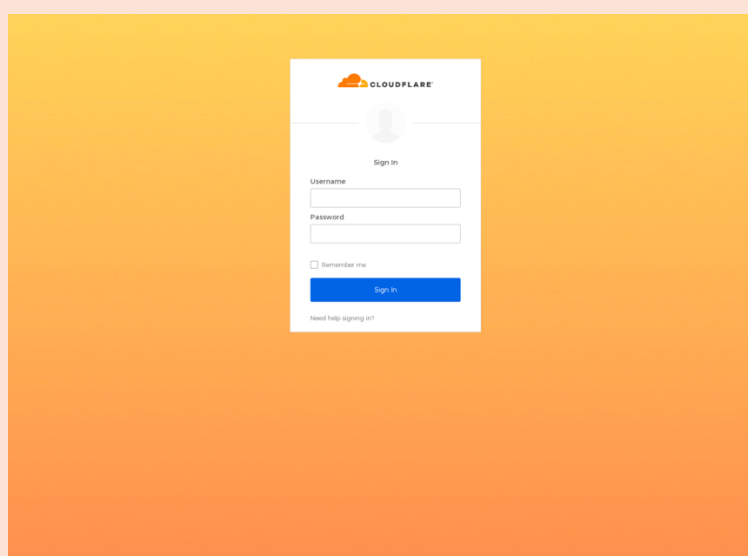 CLOUDFLARE
Sign In
Username
Password
Remember me
Sign In
Need help signing in?